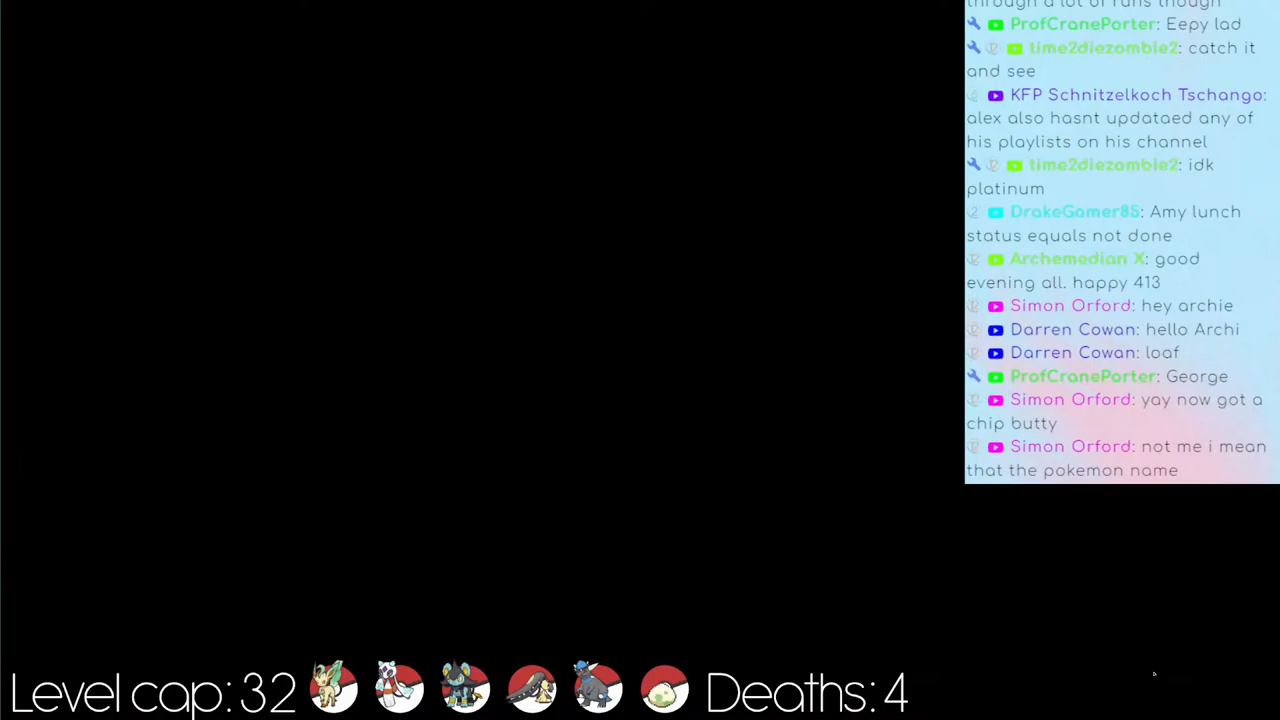 through a lot of runs though
ProfCranePorter: Eepy lad
time2diezombie2: catch it
and see
KFP Schnitzelkoch Tschango:
alex also hasnt updataed any of
his playlists on his channel
time2diezombie2: idk
platinum
DrakeGamer85: Amy lunch
status equals not done
Archemedian X: good
evening all. happy 413
Simon Orford: hey archie
Darren Cowan: hello Archi
Darren Cowan: loaf
ProfCranePorter: George
Simon Orford: yay now got a
chip butty
Simon Orford: not me i mean
that the pokemon name
Level cap: 32 Deaths: 4